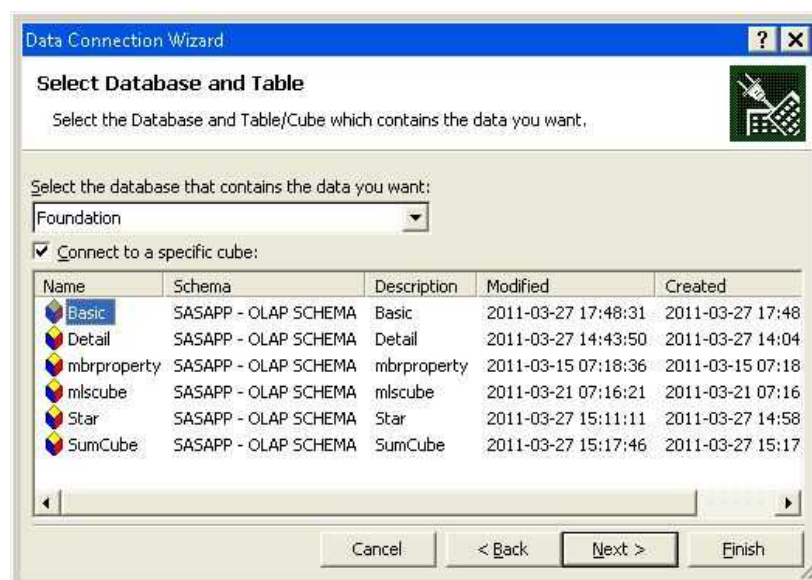 Data Connection Wizard ? X
Select Database and Table
Select the Database and Table/Cube which contains the data you want.
Select the database that contains the data you want:
Foundation
Connect to a specific cube:
Name Schema Description Modified Created
Basic SASAPP - OLAP SCHEMA Basic 2011-03-27 17:48:31 2011-03-27 17:48
Detail SASAPP - OLAP SCHEMA Detail 2011-03-27 14:43:50 2011-03-27 14:04
mbrproperty SASAPP - OLAP SCHEMA mbrproperty 2011-03-15 07:18:36 2011-03-15 07:18
mlscube SASAPP - OLAP SCHEMA mlscube 2011-03-21 07:16:21 2011-03-21 07:16
Star SASAPP - OLAP SCHEMA Star 2011-03-27 15:11:11 2011-03-27 14:58
SumCube SASAPP - OLAP SCHEMA SumCube 2011-03-27 15:17:46 2011-03-27 15:17
Cancel < Back Next > Finish